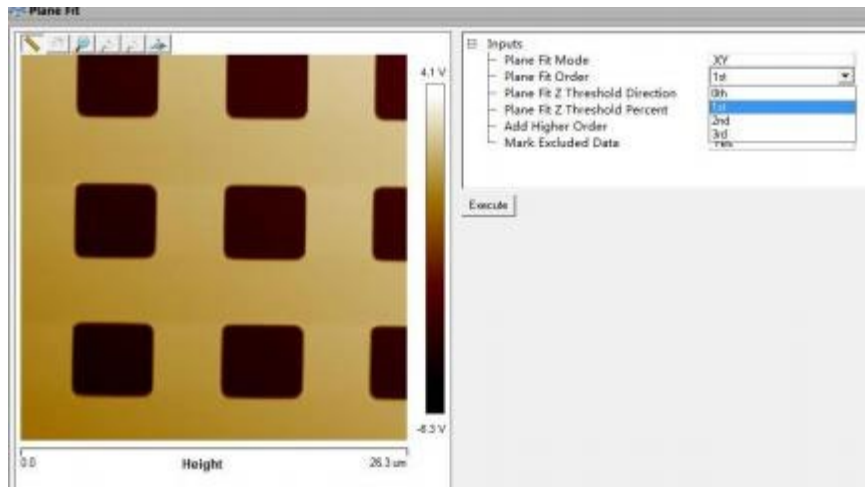 Plane Fit
Inputs
Plane Fit Mode XY
Plane Fit Order 1st
Plane Fit Z Threshold Direction 0th
Plane Fit Z Threshold Percent 1st
Add Higher Order 2nd
3rd
Mark Excluded Data Yes
Execute
4.1 V
-6.3 V
0.0 Height 26.3 um